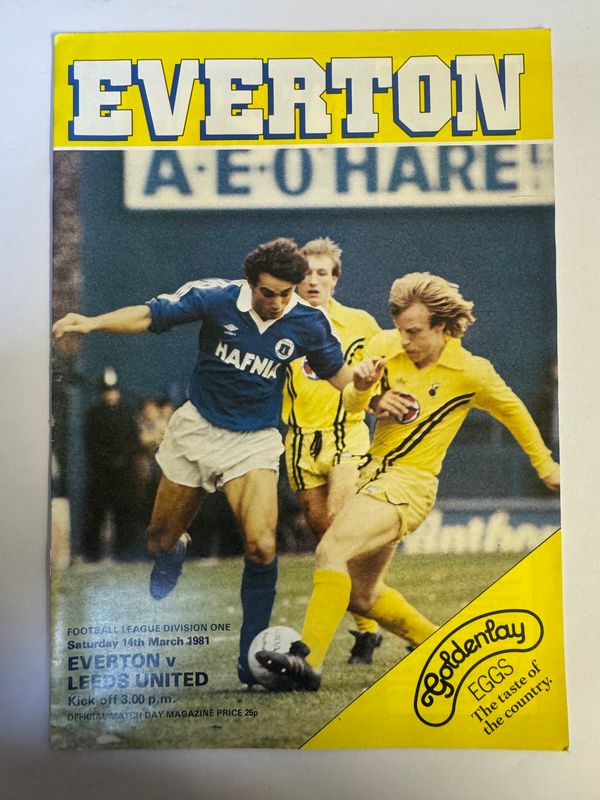 EVERTON
A·E·O'HARE
HAFNIA
FOOTBALL LEAGUE DIVISION ONE
Saturday 14th March 1981
EVERTON v
LEEDS UNITED
Kick-off 3.00 p.m.
OFFICIAL MATCH DAY MAGAZINE PRICE 25p
Goldenlay
EGGS
The taste of
the country.